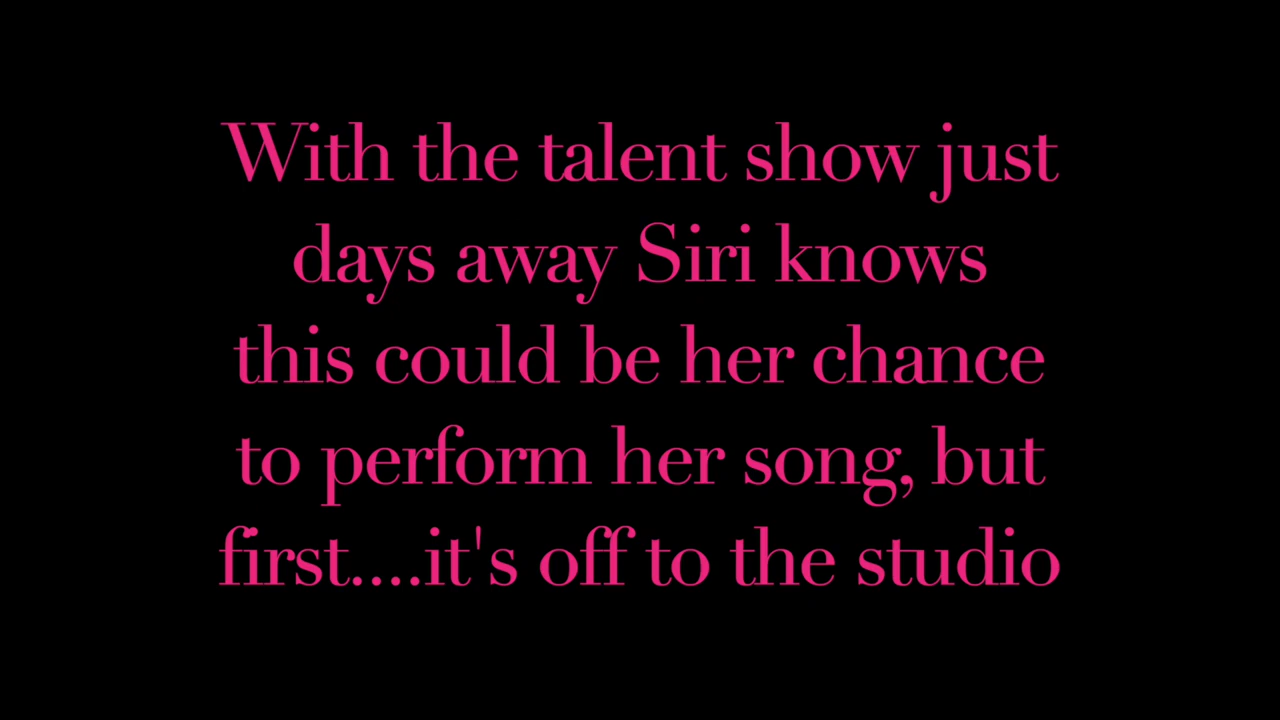 With the talent show just
days away Siri knows
this could be her chance
to perform her song, but
first....it's off to the studio